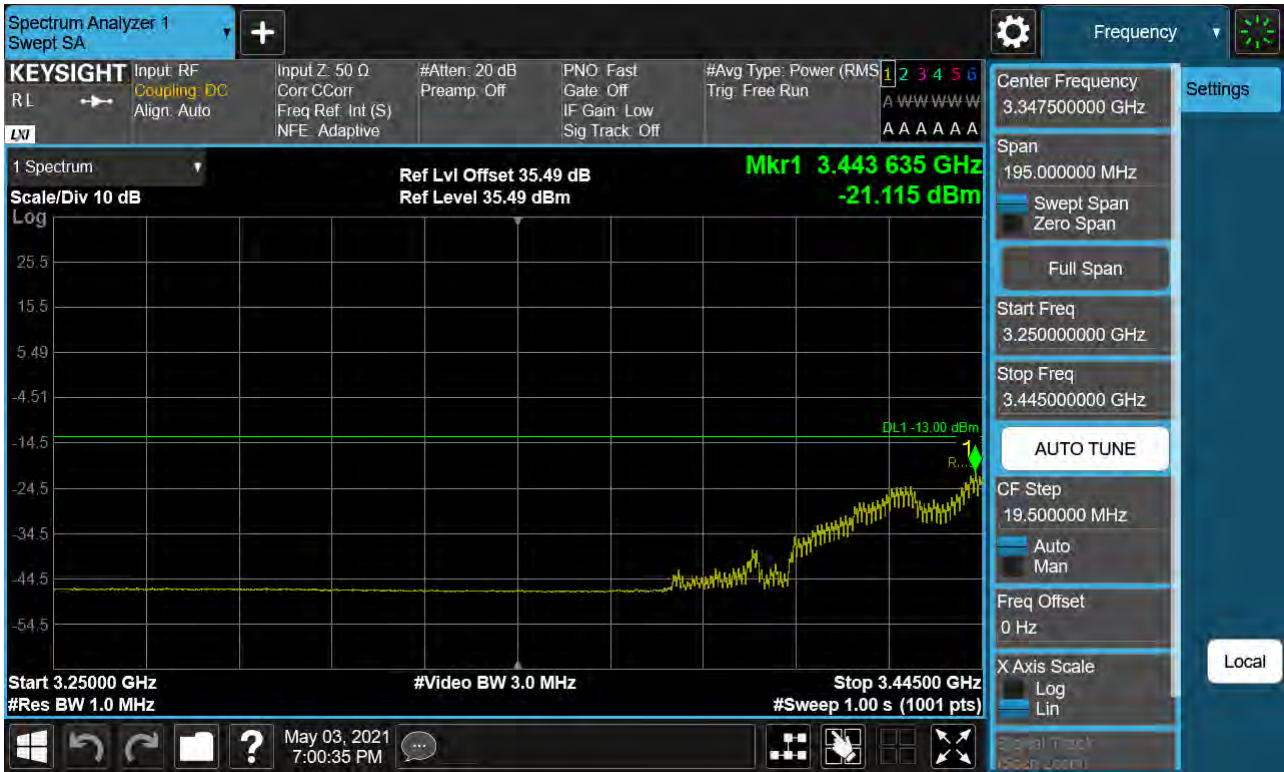 Spectrum Analyzer 1
Swept SA
+
Frequency
KEYSIGHT
RL
LXI
Input: RF
Coupling: DC
Align: Auto
Input Z: 50 Ω
Corr CCorr
Freq Ref: Int (S)
NFE: Adaptive
#Atten: 20 dB
Preamp: Off
PNO: Fast
Gate: Off
IF Gain: Low
Sig Track: Off
#Avg Type: Power (RMS
Trig: Free Run
1 2 3 4 5 6
A W W W W W
A A A A A A
1 Spectrum
Scale/Div 10 dB
Log
Ref Lvl Offset 35.49 dB
Ref Level 35.49 dBm
Mkr1 3.443 635 GHz
-21.115 dBm
25.5
15.5
5.49
-4.51
-14.5
-24.5
-34.5
-44.5
-54.5
DL1 -13.00 dBm
1
R...
Start 3.25000 GHz
#Res BW 1.0 MHz
#Video BW 3.0 MHz
Stop 3.44500 GHz
#Sweep 1.00 s (1001 pts)
Center Frequency
3.347500000 GHz
Span
195.000000 MHz
Swept Span
Zero Span
Full Span
Start Freq
3.250000000 GHz
Stop Freq
3.445000000 GHz
AUTO TUNE
CF Step
19.500000 MHz
Auto
Man
Freq Offset
0 Hz
X Axis Scale
Log
Lin
Signal Track
(Span Zoom)
Settings
Local
?
May 03, 2021
7:00:35 PM